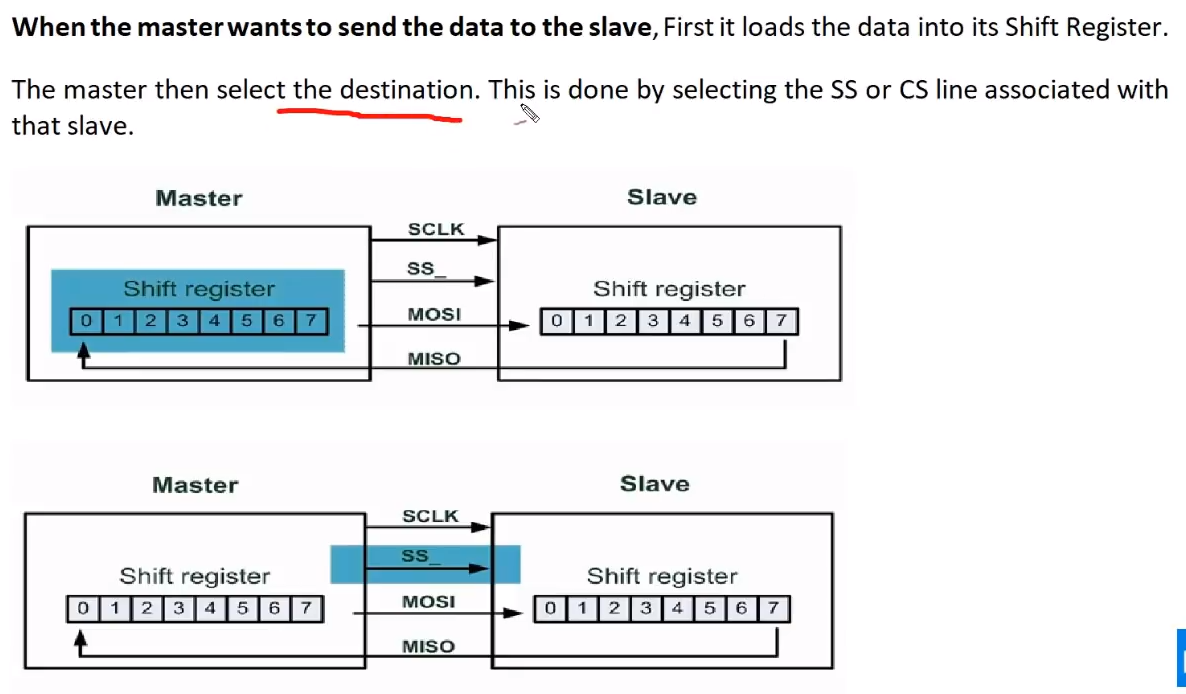 When the master wants to send the data to the slave, First it loads the data into its Shift Register.
The master then select the destination. This is done by selecting the SS or CS line associated with
that slave.
Master
Slave
SCLK
SS_
Shift register
Shift register
MOSI
0 1 2 3 4 5 6 7
0 1 2 3 4 5 6 7
MISO
Master
Slave
SCLK
SS_
Shift register
Shift register
MOSI
0 1 2 3 4 5 6 7
0 1 2 3 4 5 6 7
MISO